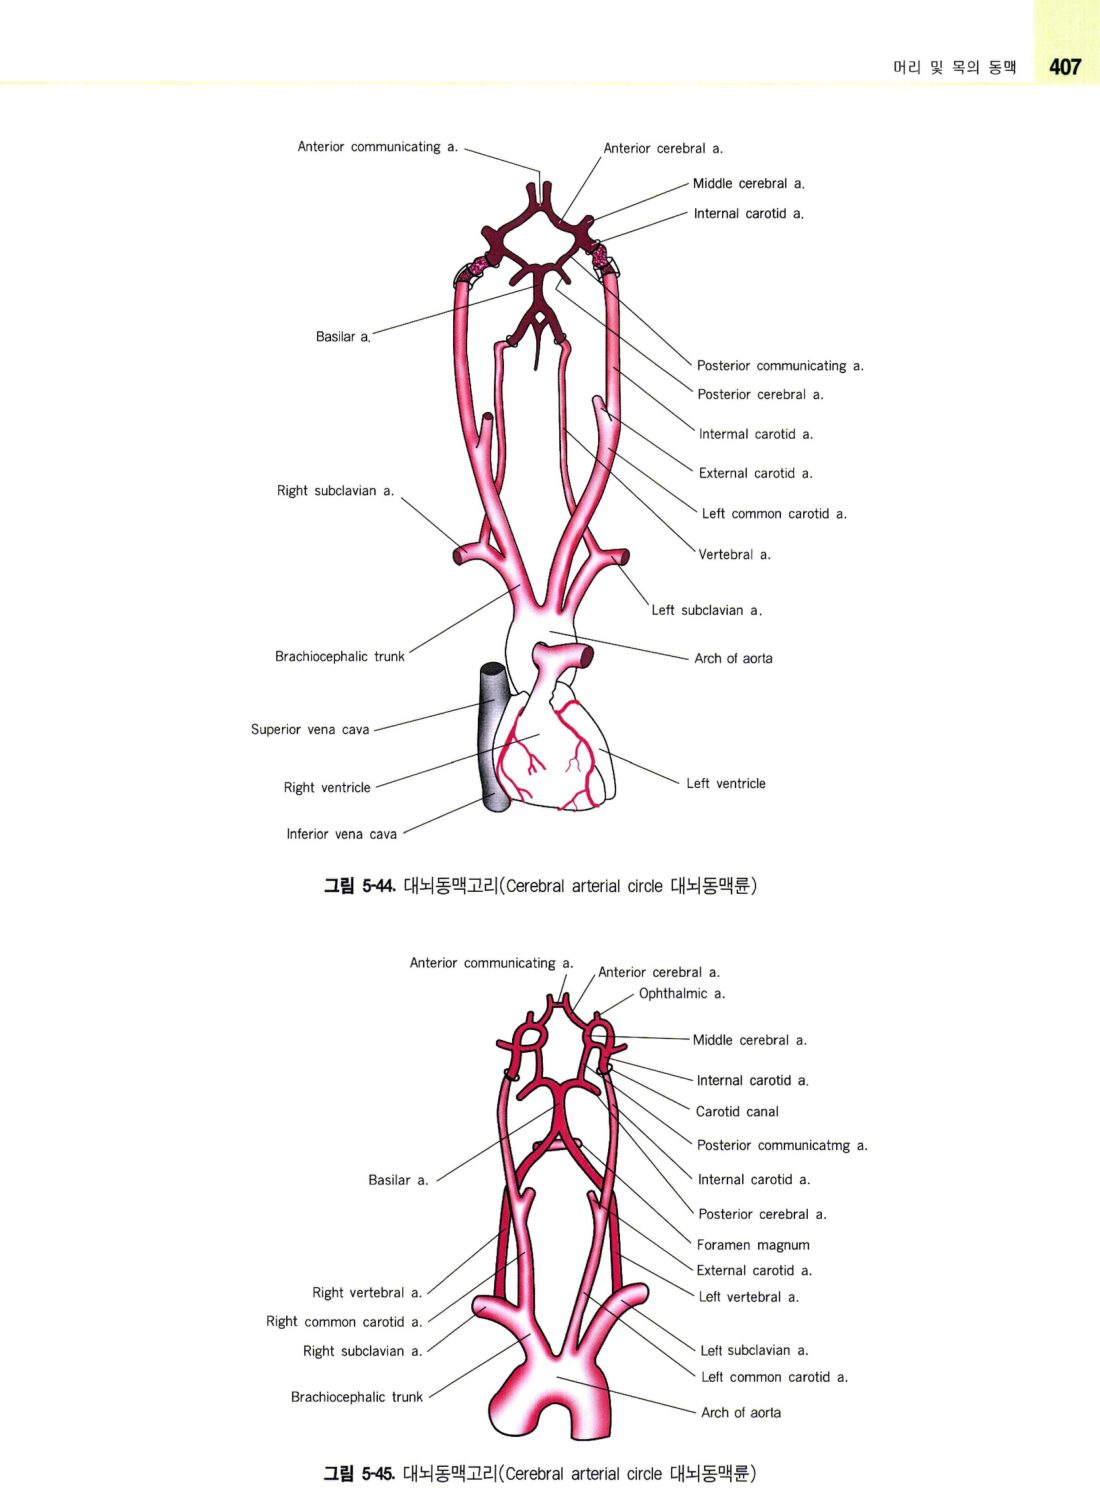 머리 및 목의 동맥 407
Anterior communicating a.
Anterior cerebral a.
Middle cerebral a.
Internal carotid a.
Basilar a.
Posterior communicating a.
Posterior cerebral a.
Intermal carotid a.
External carotid a.
Right subclavian a.
Left common carotid a.
Vertebral a.
Left subclavian a.
Brachiocephalic trunk
Arch of aorta
Superior vena cava
Right ventricle
Left ventricle
Inferior vena cava
그림 5-44. 대뇌동맥고리(Cerebral arterial circle 대뇌동맥륜)
Anterior communicating a.
Anterior cerebral a.
Ophthalmic a.
Middle cerebral a.
Internal carotid a.
Carotid canal
Posterior communicatmg a.
Basilar a.
Internal carotid a.
Posterior cerebral a.
Foramen magnum
External carotid a.
Right vertebral a.
Left vertebral a.
Right common carotid a.
Right subclavian a.
Left subclavian a.
Left common carotid a.
Brachiocephalic trunk
Arch of aorta
그림 5-45. 대뇌동맥고리(Cerebral arterial circle 대뇌동맥륜)